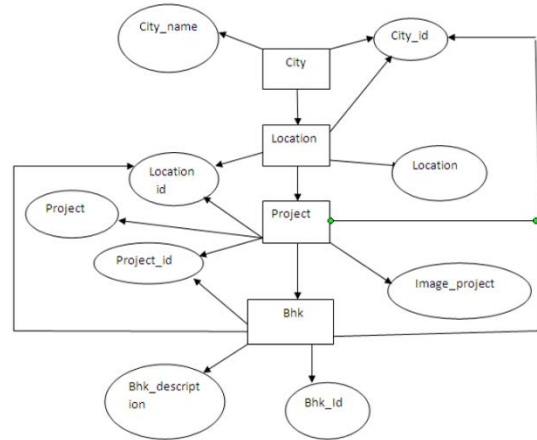 City_name
City_id
City
Location
Location
id
Location
Project
Project
Project_id
Image_project
Bhk
Bhk_descript
ion
Bhk_Id